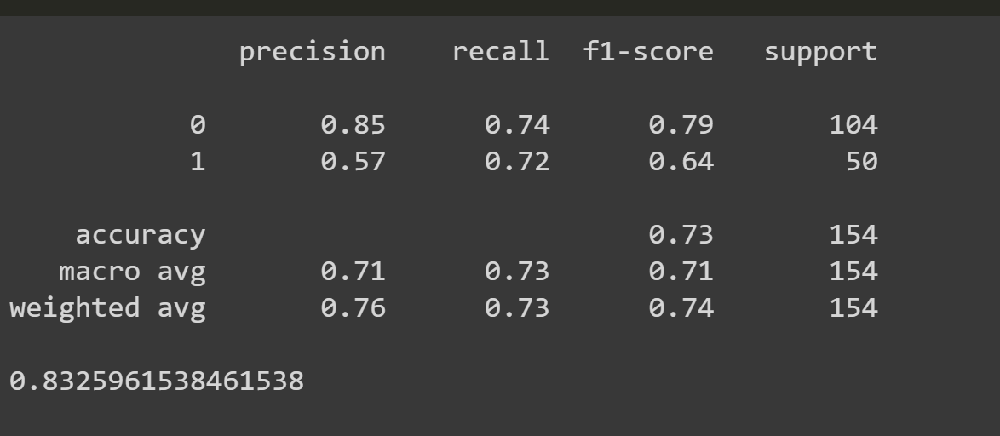 precision recall f1-score support
0 0.85 0.74 0.79 104
1 0.57 0.72 0.64 50
accuracy 0.73 154
macro avg 0.71 0.73 0.71 154
weighted avg 0.76 0.73 0.74 154
0.8325961538461538